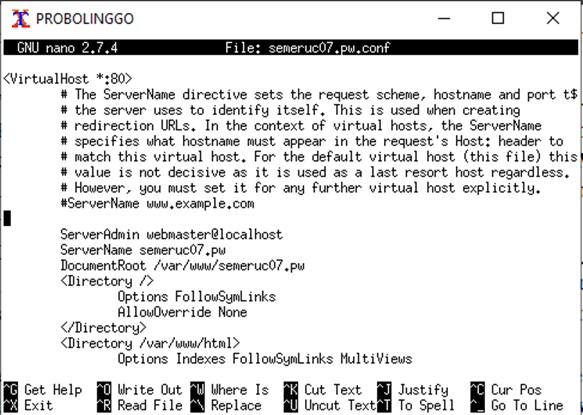 PROBOLINGGO
GNU nano 2.7.4 File: semeruc07.pw.conf
<VirtualHost *:80>
# The ServerName directive sets the request scheme, hostname and port t$
# the server uses to identify itself. This is used when creating
# redirection URLs. In the context of virtual hosts, the ServerName
# specifies what hostname must appear in the request's Host: header to
# match this virtual host. For the default virtual host (this file) this
# value is not decisive as it is used as a last resort host regardless.
# However, you must set it for any further virtual host explicitly.
#ServerName www.example.com
ServerAdmin webmaster@localhost
ServerName semeruc07.pw
DocumentRoot /var/www/semeruc07.pw
<Directory />
Options FollowSymLinks
AllowOverride None
</Directory>
<Directory /var/www/html>
Options Indexes FollowSymLinks MultiViews
^G Get Help ^O Write Out ^W Where Is ^K Cut Text ^J Justify ^C Cur Pos
^X Exit ^R Read File ^\ Replace ^U Uncut Text ^T To Spell ^_ Go To Line